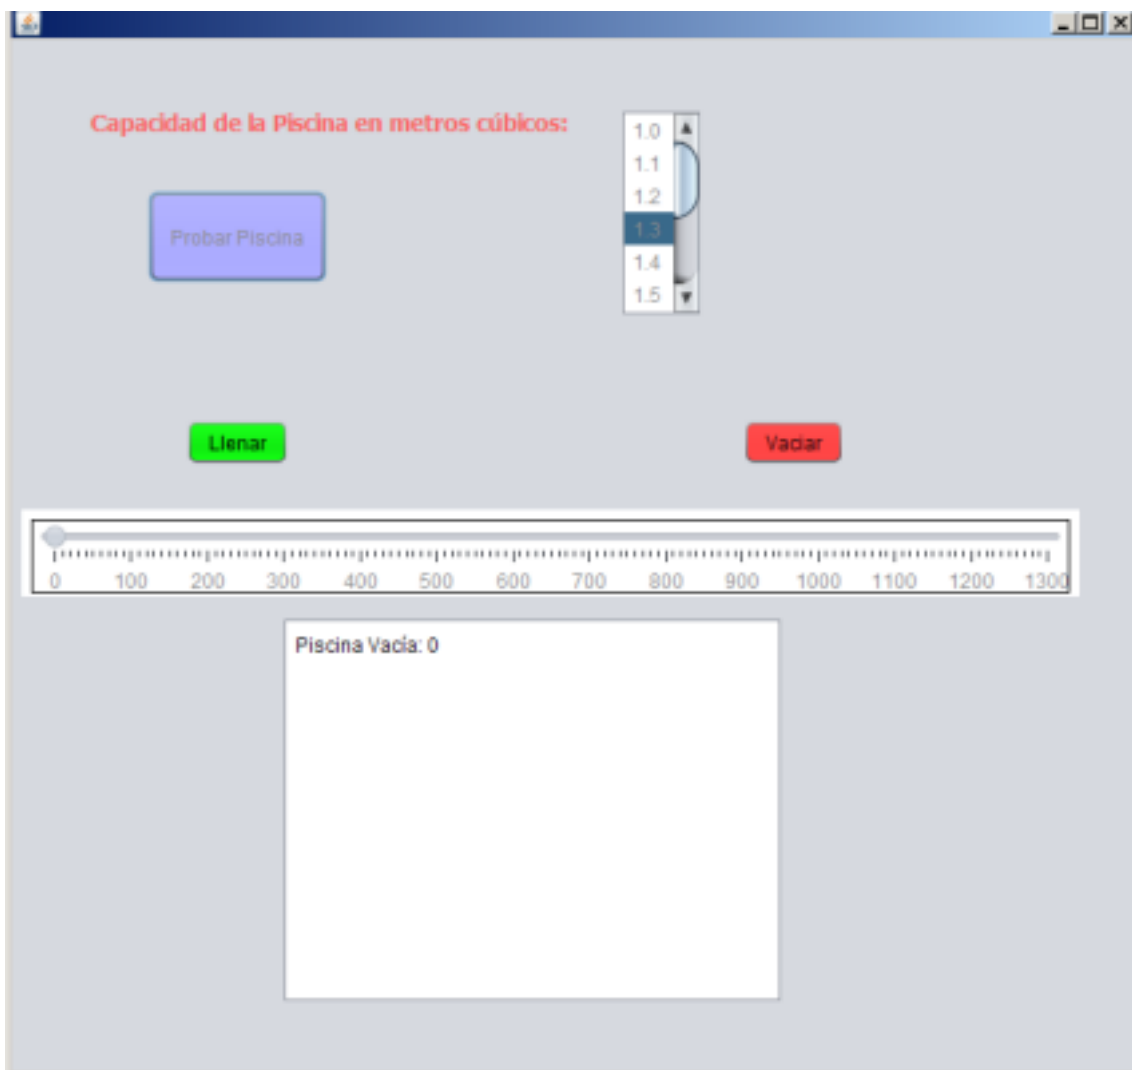 Capacidad de la Piscina en metros cúbicos:
1.0
1.1
1.2
1.3
1.4
1.5
Probar Piscina
Llenar
Vaciar
0 100 200 300 400 500 600 700 800 900 1000 1100 1200 1300
Piscina Vacía: 0